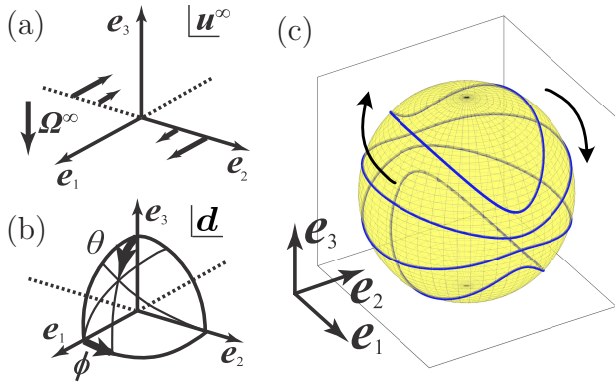 (a)
e₃
u^∞
Ω^∞
e₁
e₂
(b)
e₃
d
θ
e₁
ϕ
e₂
(c)
e₃
e₂
e₁